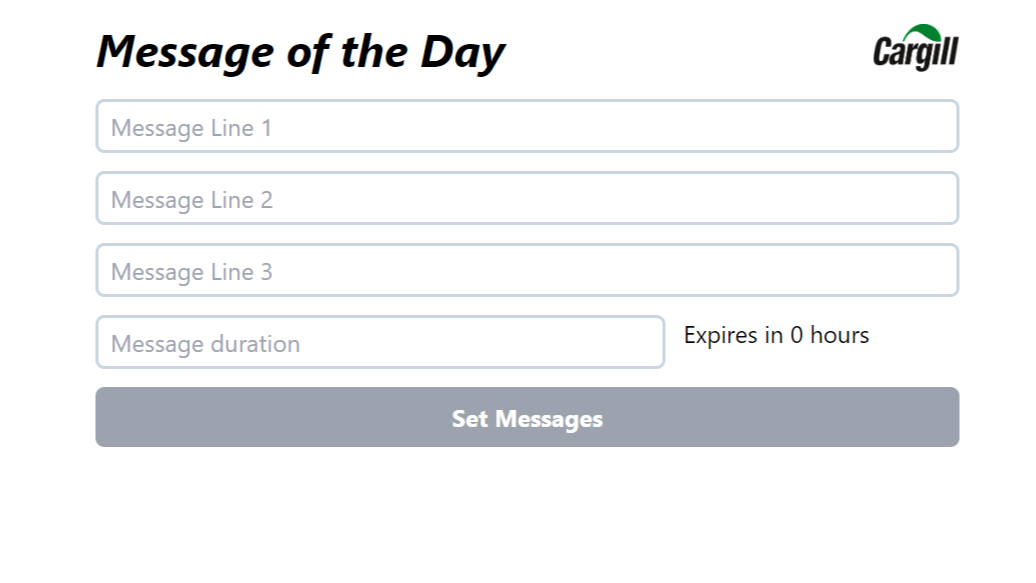 Message of the Day
Cargill
Message Line 1
Message Line 2
Message Line 3
Message duration
Expires in 0 hours
Set Messages